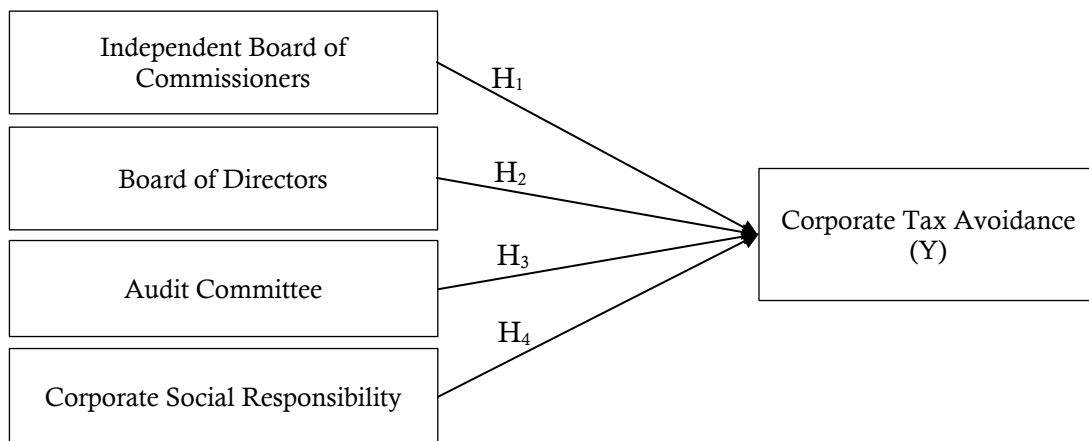 Independent Board of
Commissioners
H₁
Board of Directors
H₂
Corporate Tax Avoidance
(Y)
Audit Committee
H₃
Corporate Social Responsibility
H₄